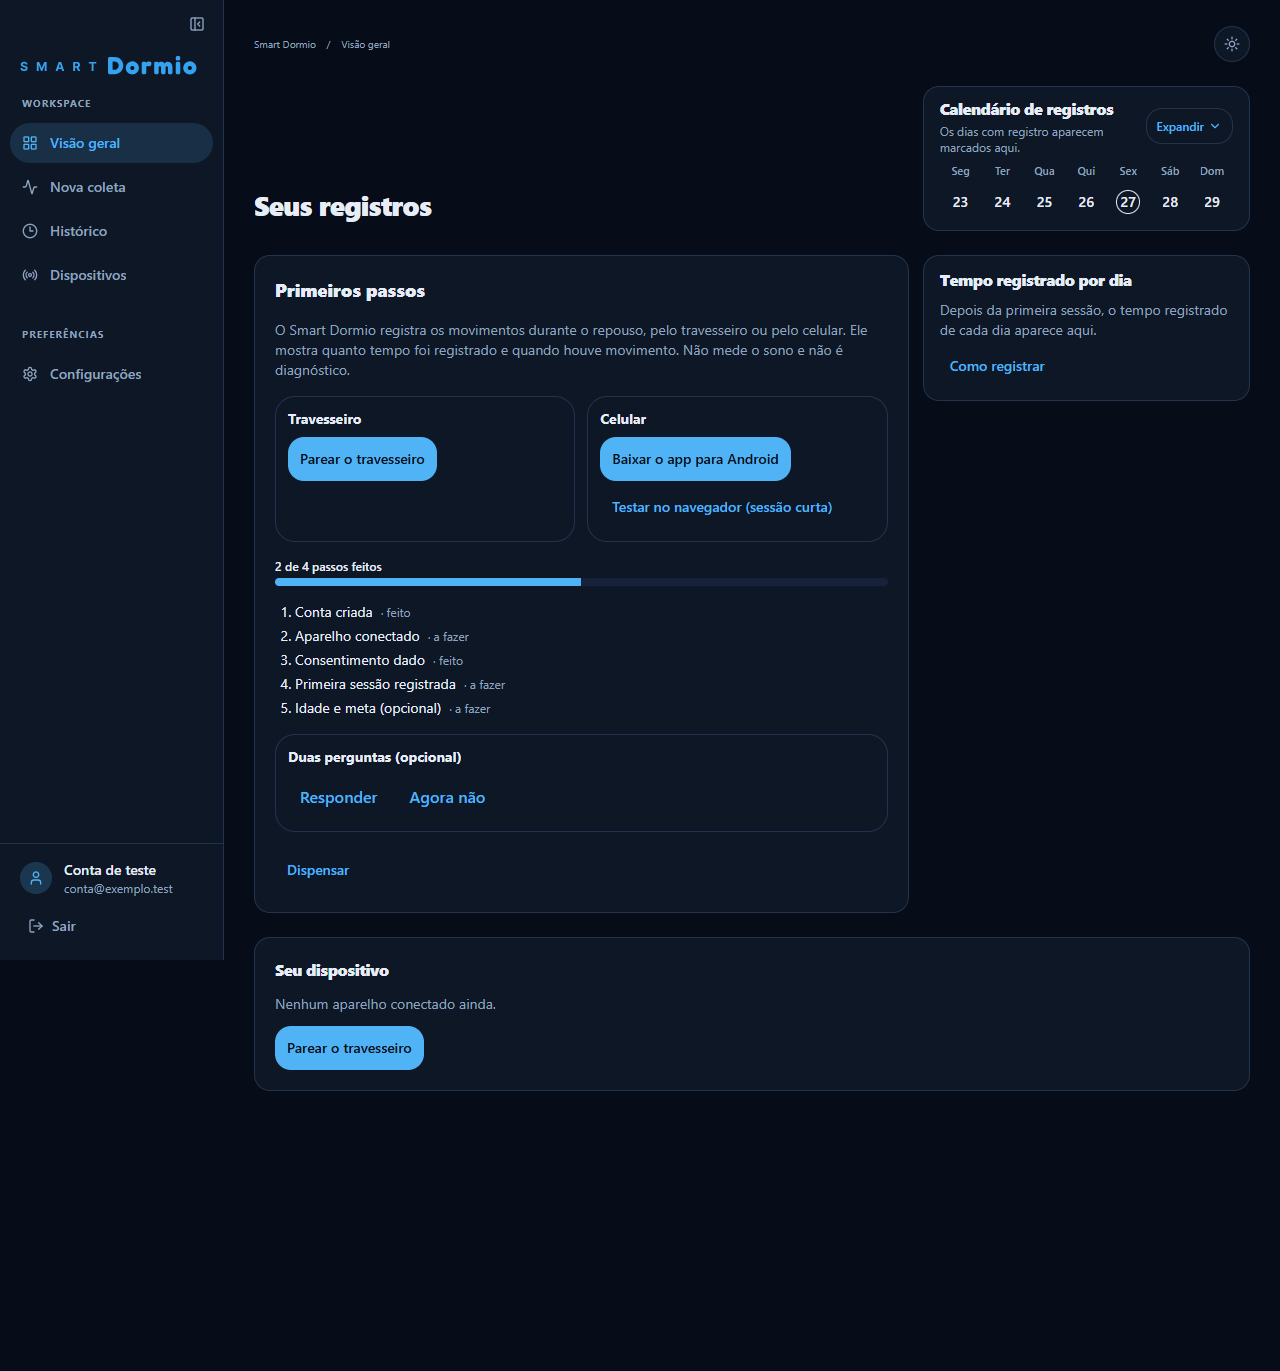 SMART Dormio
WORKSPACE
Visão geral
Nova coleta
Histórico
Dispositivos
PREFERÊNCIAS
Configurações
Conta de teste
conta@exemplo.test
Sair
Smart Dormio / Visão geral
Seus registros
Calendário de registros
Os dias com registro aparecem
marcados aqui.
Expandir
Seg Ter Qua Qui Sex Sáb Dom
23 24 25 26 27 28 29
Primeiros passos
O Smart Dormio registra os movimentos durante o repouso, pelo travesseiro ou pelo celular. Ele
mostra quanto tempo foi registrado e quando houve movimento. Não mede o sono e não é
diagnóstico.
Travesseiro
Parear o travesseiro
Celular
Baixar o app para Android
Testar no navegador (sessão curta)
2 de 4 passos feitos
1. Conta criada · feito
2. Aparelho conectado · a fazer
3. Consentimento dado · feito
4. Primeira sessão registrada · a fazer
5. Idade e meta (opcional) · a fazer
Duas perguntas (opcional)
Responder Agora não
Dispensar
Tempo registrado por dia
Depois da primeira sessão, o tempo registrado
de cada dia aparece aqui.
Como registrar
Seu dispositivo
Nenhum aparelho conectado ainda.
Parear o travesseiro